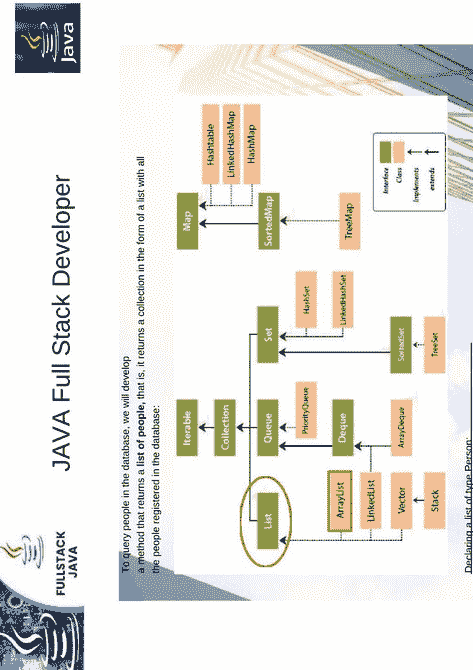 FULLSTACK
JAVA
JAVA Full Stack Developer
Java
To query people in the database, we will develop
a method that returns a list of people, that is, it returns a collection in the form of a list with all
the people registered in the database:
Iterable
Map
Hashtable
Collection
LinkedHashMap
HashMap
List
Queue
Set
SortedMap
PriorityQueue
HashSet
ArrayList
Deque
LinkedHashSet
TreeMap
LinkedList
Vector
ArrayDeque
SortedSet
Stack
TreeSet
Interface
Class
Implements
extends
Declaring a list of type Person: